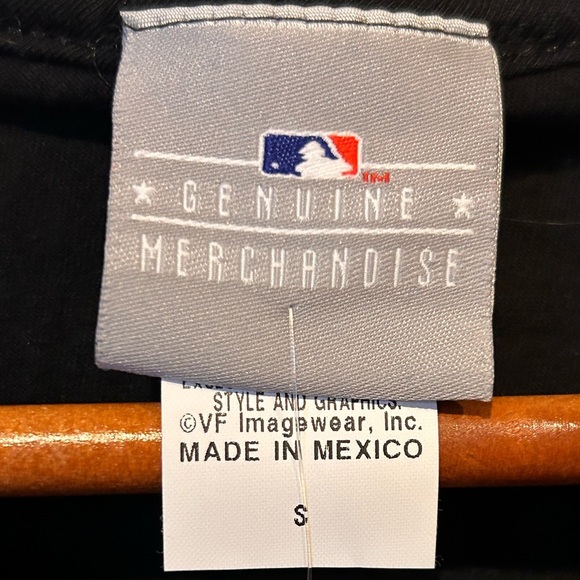 GENUINE
MERCHANDISE
STYLE AND GRAPHICS.
©VF Imagewear, Inc.
MADE IN MEXICO
S